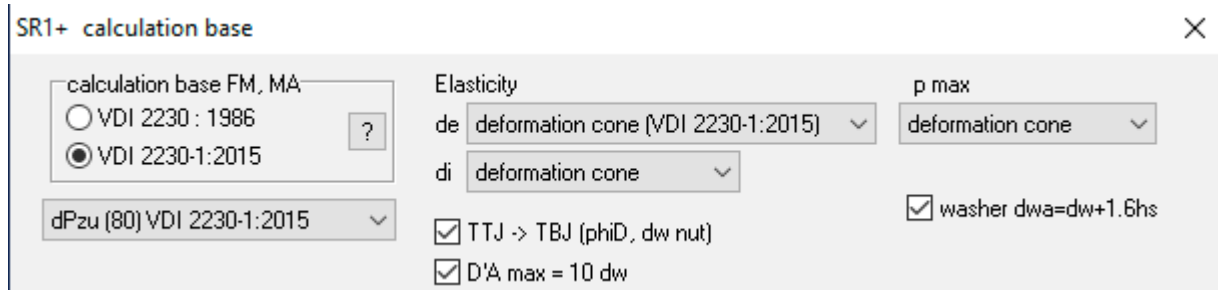 SR1+ calculation base
calculation base FM, MA
VDI 2230 : 1986
VDI 2230-1:2015
?
dPzu (80) VDI 2230-1:2015
Elasticity
de deformation cone (VDI 2230-1:2015)
di deformation cone
TTJ -> TBJ (phiD, dw nut)
D'A max = 10 dw
p max
deformation cone
washer dwa=dw+1.6hs